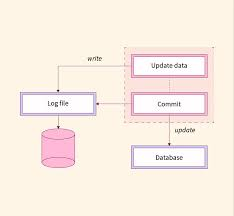 write
Update data
Log file
Commit
update
Database